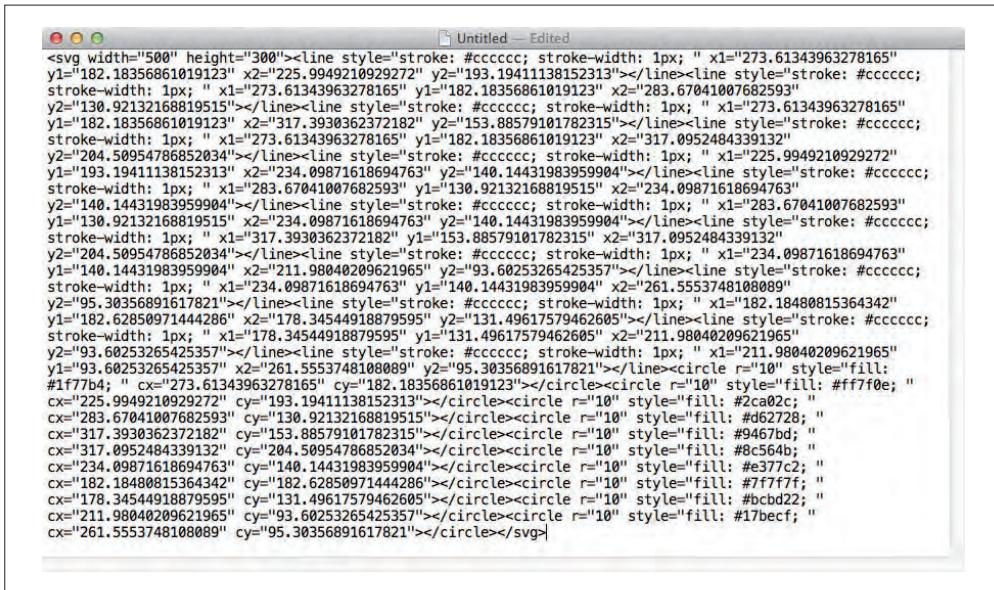 Untitled — Edited
<svg width="500" height="300"><line style="stroke: #cccccc; stroke-width: 1px; " x1="273.61343963278165"
y1="182.18356861019123" x2="225.9949210929272" y2="193.19411138152313"></line><line style="stroke: #cccccc;
stroke-width: 1px; " x1="273.61343963278165" y1="182.18356861019123" x2="283.67041007682593"
y2="130.92132168819515"></line><line style="stroke: #cccccc; stroke-width: 1px; " x1="273.61343963278165"
y1="182.18356861019123" x2="317.3930362372182" y2="153.88579101782315"></line><line style="stroke: #cccccc;
stroke-width: 1px; " x1="273.61343963278165" y1="182.18356861019123" x2="317.0952484339132"
y2="204.50954786852034"></line><line style="stroke: #cccccc; stroke-width: 1px; " x1="225.9949210929272"
y1="193.19411138152313" x2="234.09871618694763" y2="140.14431983959904"></line><line style="stroke: #cccccc;
stroke-width: 1px; " x1="283.67041007682593" y1="130.92132168819515" x2="234.09871618694763"
y2="140.14431983959904"></line><line style="stroke: #cccccc; stroke-width: 1px; " x1="283.67041007682593"
y1="130.92132168819515" x2="234.09871618694763" y2="140.14431983959904"></line><line style="stroke: #cccccc;
stroke-width: 1px; " x1="317.3930362372182" y1="153.88579101782315" x2="317.0952484339132"
y2="204.50954786852034"></line><line style="stroke: #cccccc; stroke-width: 1px; " x1="234.09871618694763"
y1="140.14431983959904" x2="211.98040209621965" y2="93.60253265425357"></line><line style="stroke: #cccccc;
stroke-width: 1px; " x1="234.09871618694763" y1="140.14431983959904" x2="261.5553748108089"
y2="95.30356891617821"></line><line style="stroke: #cccccc; stroke-width: 1px; " x1="182.18480815364342"
y1="182.62850971444286" x2="178.34544918879595" y2="131.49617579462605"></line><line style="stroke: #cccccc;
stroke-width: 1px; " x1="178.34544918879595" y1="131.49617579462605" x2="211.98040209621965"
y2="93.60253265425357"></line><line style="stroke: #cccccc; stroke-width: 1px; " x1="211.98040209621965"
y1="93.60253265425357" x2="261.5553748108089" y2="95.30356891617821"></line><circle r="10" style="fill:
#1f77b4; " cx="273.61343963278165" cy="182.18356861019123"></circle><circle r="10" style="fill: #ff7f0e; "
cx="225.9949210929272" cy="193.19411138152313"></circle><circle r="10" style="fill: #2ca02c; "
cx="283.67041007682593" cy="130.92132168819515"></circle><circle r="10" style="fill: #d62728; "
cx="317.3930362372182" cy="153.88579101782315"></circle><circle r="10" style="fill: #9467bd; "
cx="317.0952484339132" cy="204.50954786852034"></circle><circle r="10" style="fill: #8c564b; "
cx="234.09871618694763" cy="140.14431983959904"></circle><circle r="10" style="fill: #e377c2; "
cx="182.18480815364342" cy="182.62850971444286"></circle><circle r="10" style="fill: #7f7f7f; "
cx="178.34544918879595" cy="131.49617579462605"></circle><circle r="10" style="fill: #bcbd22; "
cx="211.98040209621965" cy="93.60253265425357"></circle><circle r="10" style="fill: #17becf; "
cx="261.5553748108089" cy="95.30356891617821"></circle></svg>